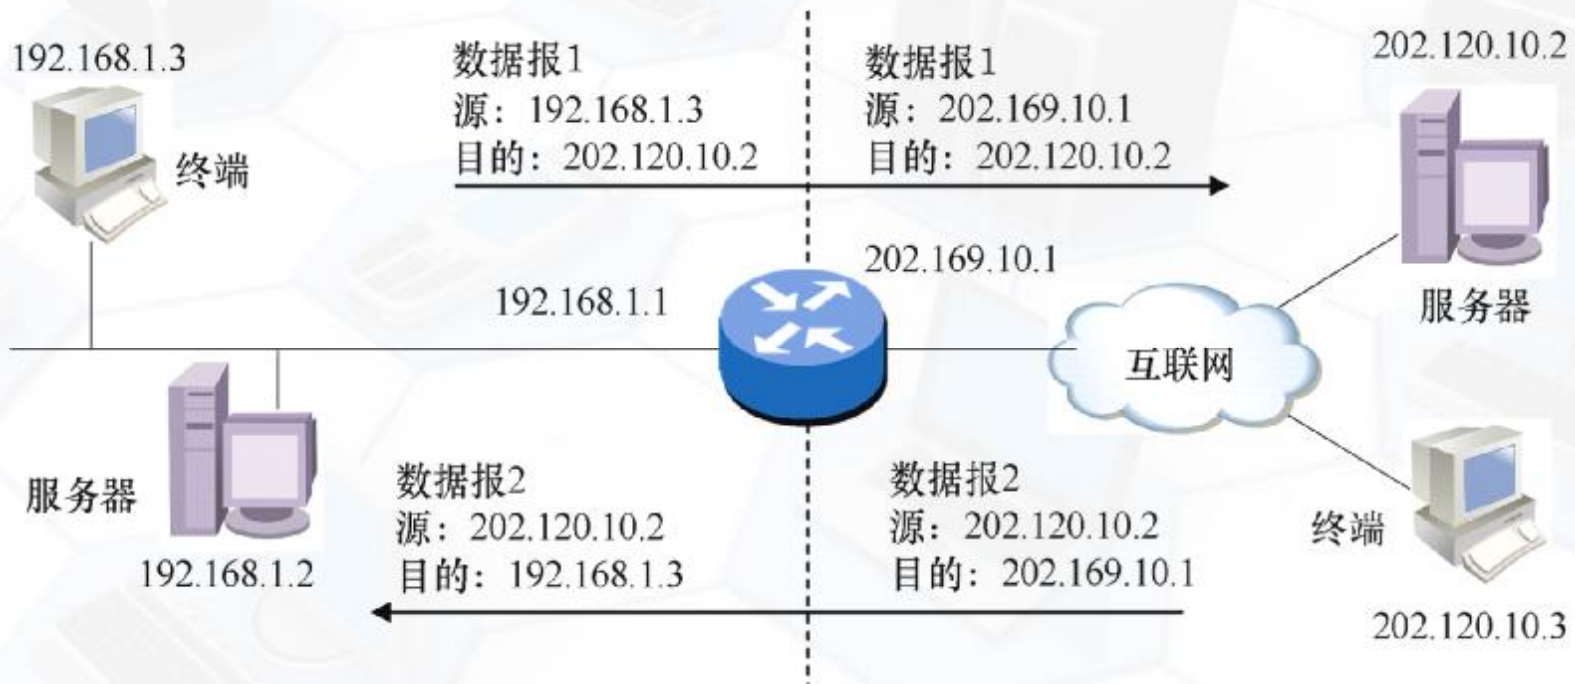 192.168.1.3
终端
数据报1
源：192.168.1.3
目的：202.120.10.2
数据报1
源：202.169.10.1
目的：202.120.10.2
202.120.10.2
服务器
192.168.1.1
202.169.10.1
互联网
服务器
192.168.1.2
数据报2
源：202.120.10.2
目的：192.168.1.3
数据报2
源：202.120.10.2
目的：202.169.10.1
终端
202.120.10.3